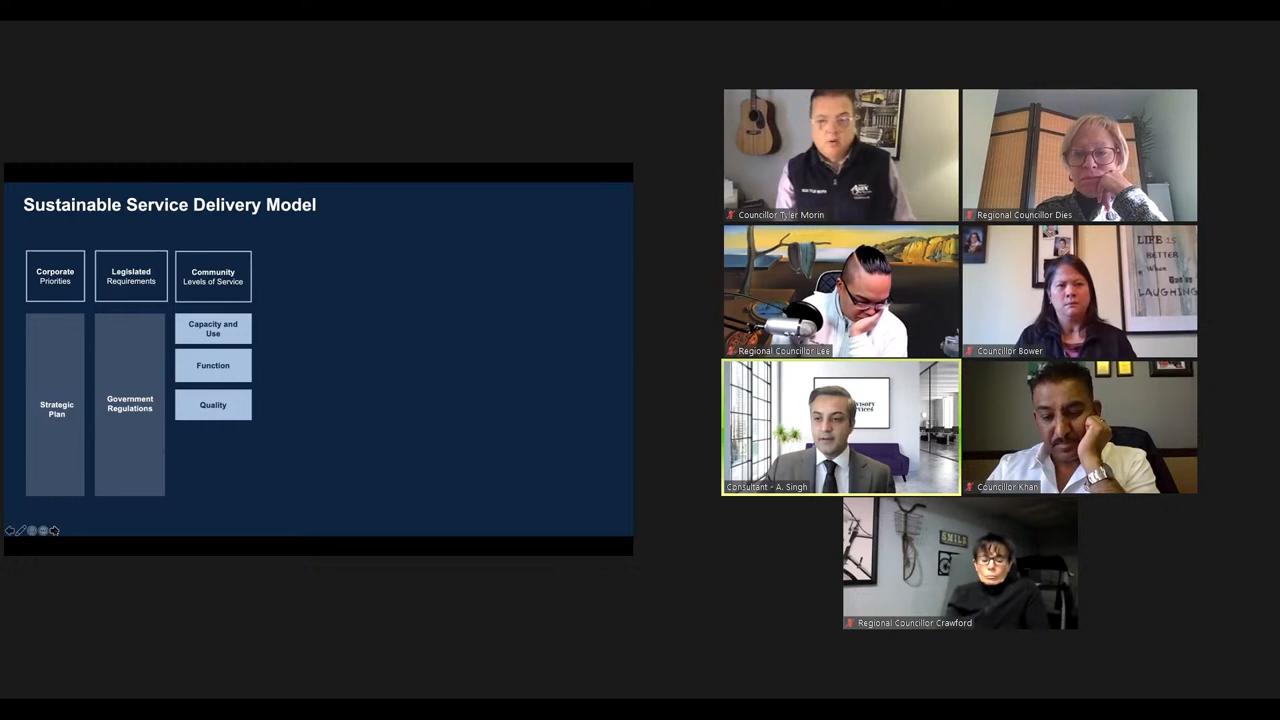 Sustainable Service Delivery Model
Corporate
Priorities
Legislated
Requirements
Community
Levels of Service
Strategic
Plan
Government
Regulations
Capacity and
Use
Function
Quality
Councillor Tyler Morin
Regional Councillor Dies
Regional Councillor Lee
LIFE IS
BETTER
When
LAUGHING
Councillor Bower
Services
Consultant - A. Singh
Councillor Khan
SMILE
Regional Councillor Crawford